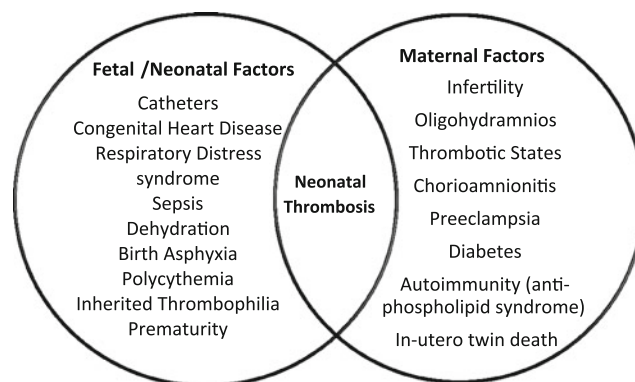 Fetal /Neonatal Factors
Catheters
Congenital Heart Disease
Respiratory Distress
syndrome
Sepsis
Dehydration
Birth Asphyxia
Polycythemia
Inherited Thrombophilia
Prematurity
Neonatal
Thrombosis
Maternal Factors
Infertility
Oligohydramnios
Thrombotic States
Chorioamnionitis
Preeclampsia
Diabetes
Autoimmunity (anti-
phospholipid syndrome)
In-utero twin death